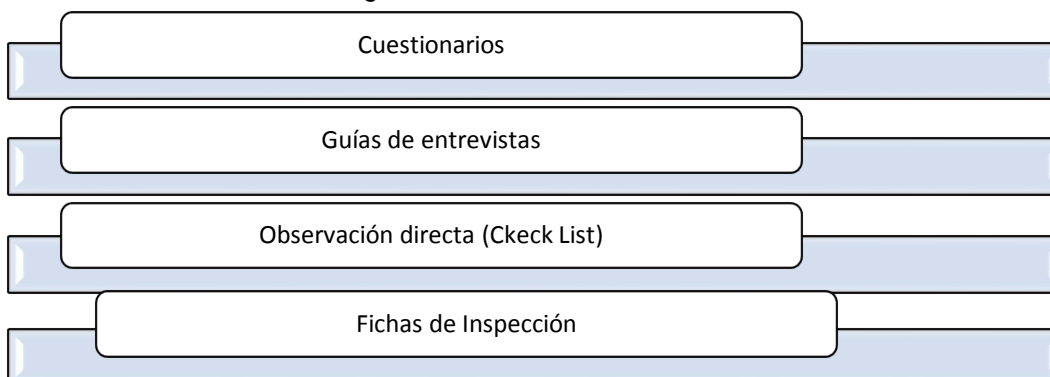 Cuestionarios
Guías de entrevistas
Observación directa (Ckeck List)
Fichas de Inspección